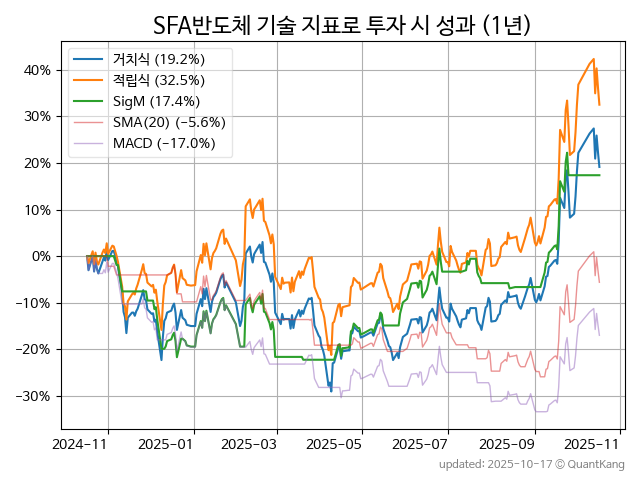 SFA반도체 기술 지표로 투자 시 성과 (1년)
거치식 (19.2%)
적립식 (32.5%)
SigM (17.4%)
SMA(20) (−5.6%)
MACD (−17.0%)
40%
30%
20%
10%
0%
−10%
−20%
−30%
2024-11 2025-01 2025-03 2025-05 2025-07 2025-09 2025-11
updated: 2025-10-17 © QuantKang